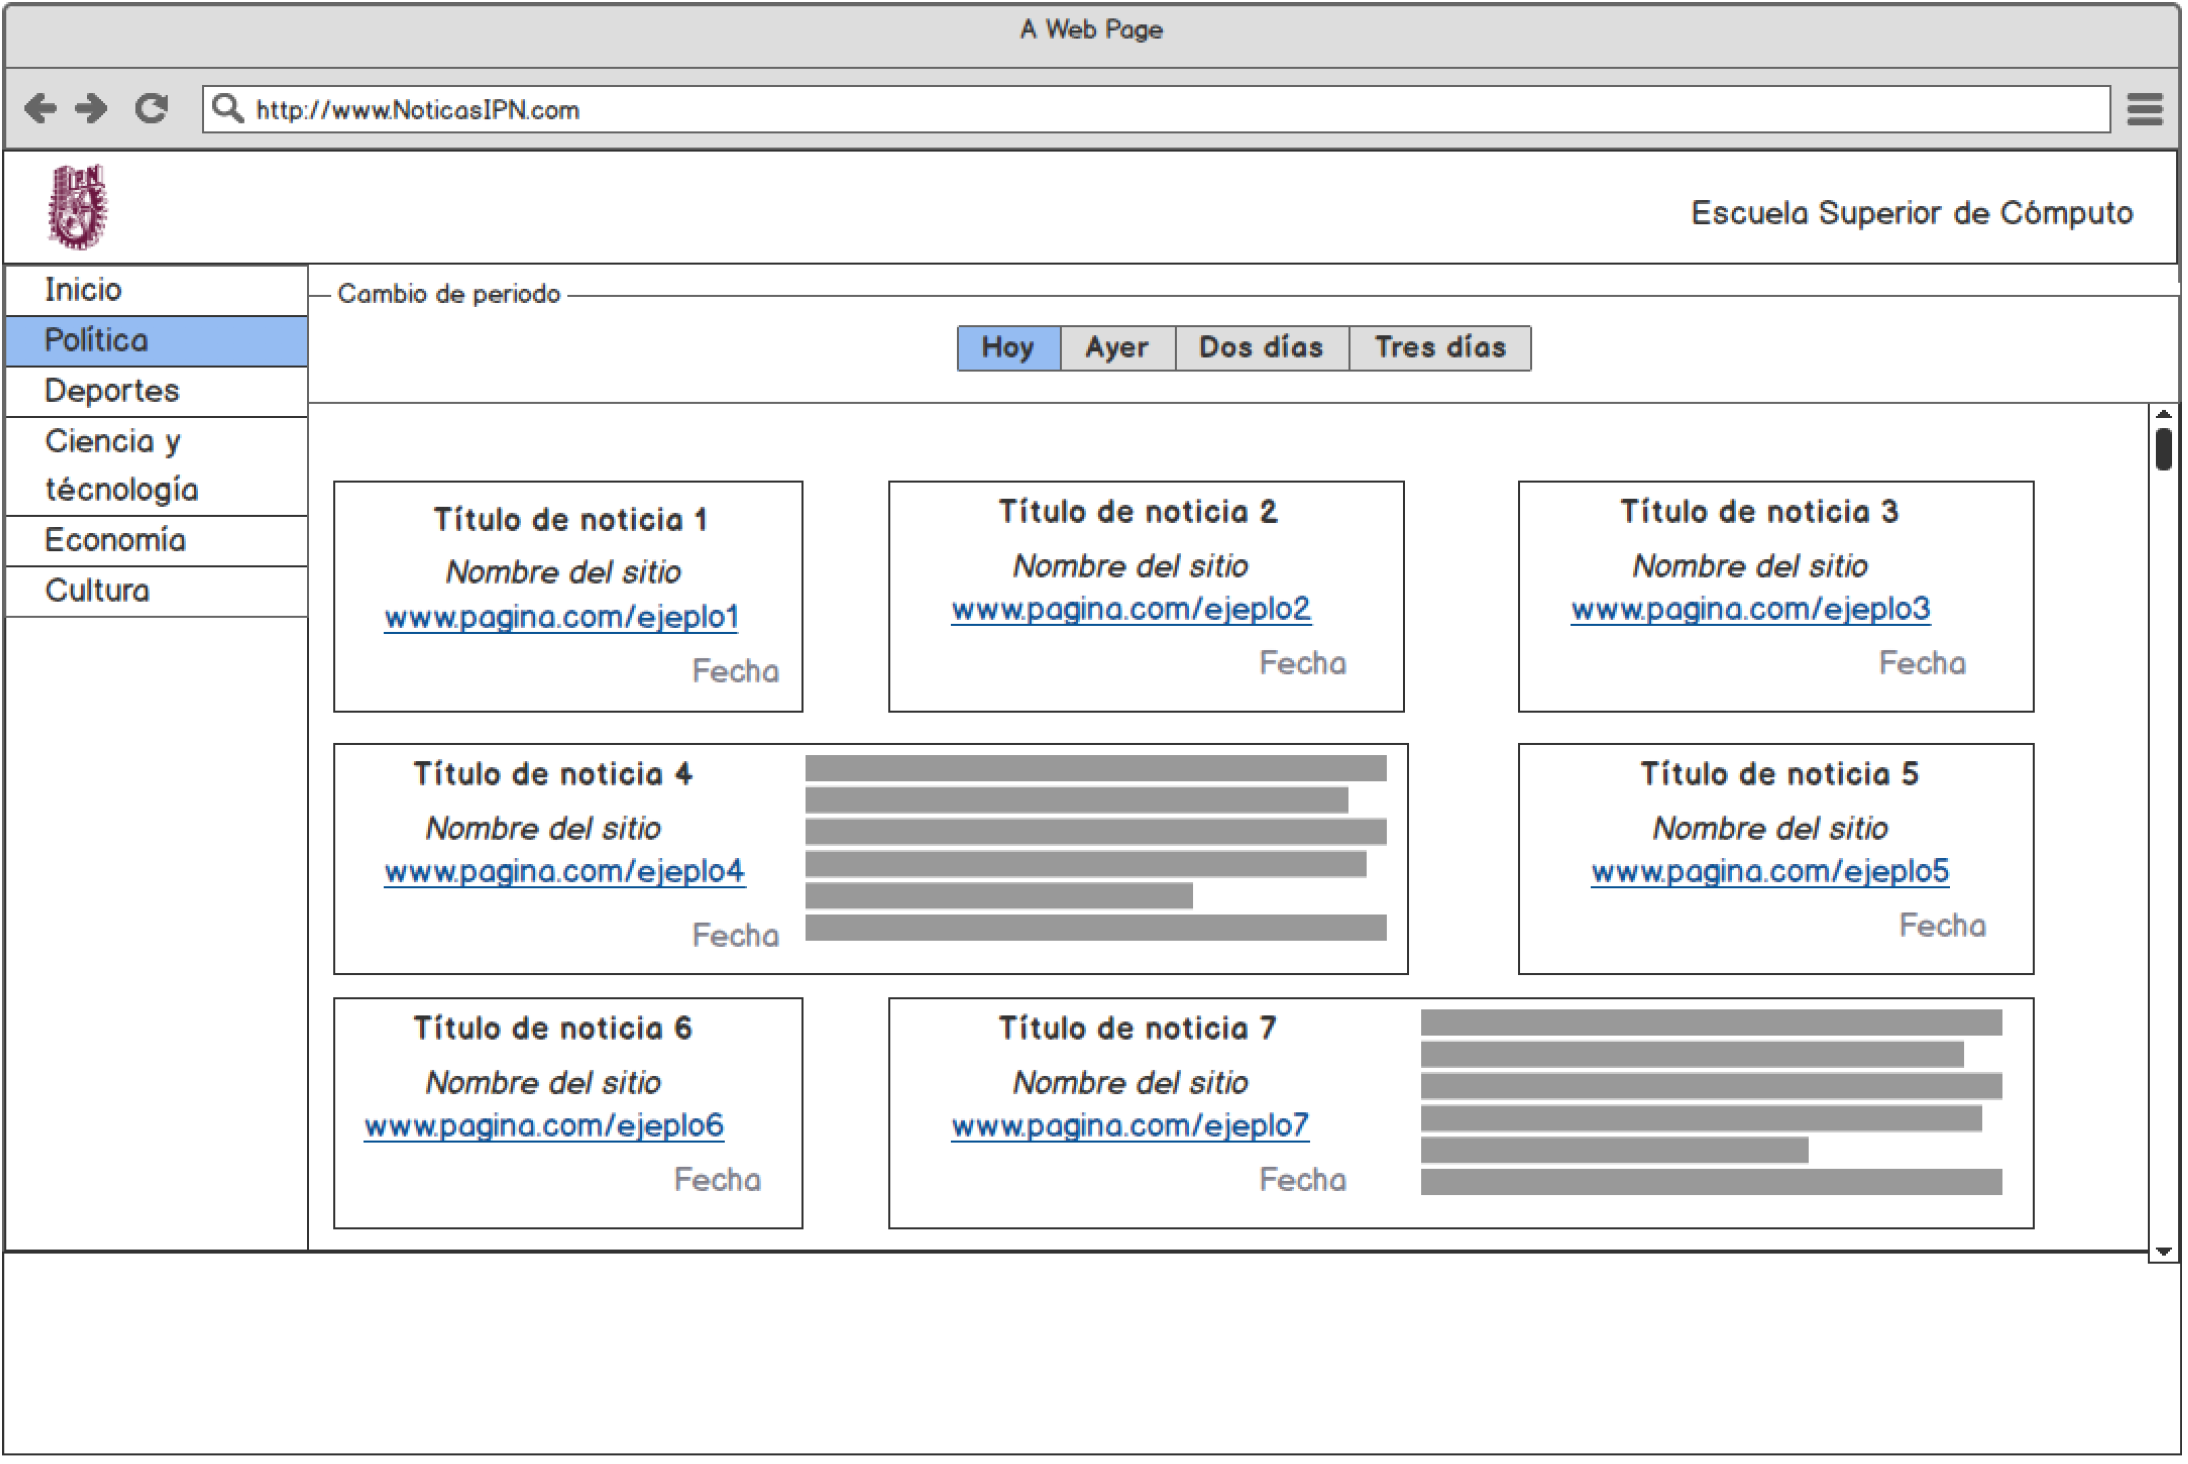 A Web Page
http://www.NoticasIPN.com
IPN
Escuela Superior de Cómputo
Inicio
Política
Deportes
Ciencia y
técnología
Economía
Cultura
Cambio de periodo
Hoy Ayer Dos días Tres días
Título de noticia 1
Nombre del sitio
www.pagina.com/ejeplo1
Fecha
Título de noticia 2
Nombre del sitio
www.pagina.com/ejeplo2
Fecha
Título de noticia 3
Nombre del sitio
www.pagina.com/ejeplo3
Fecha
Título de noticia 4
Nombre del sitio
www.pagina.com/ejeplo4
Fecha
Título de noticia 5
Nombre del sitio
www.pagina.com/ejeplo5
Fecha
Título de noticia 6
Nombre del sitio
www.pagina.com/ejeplo6
Fecha
Título de noticia 7
Nombre del sitio
www.pagina.com/ejeplo7
Fecha